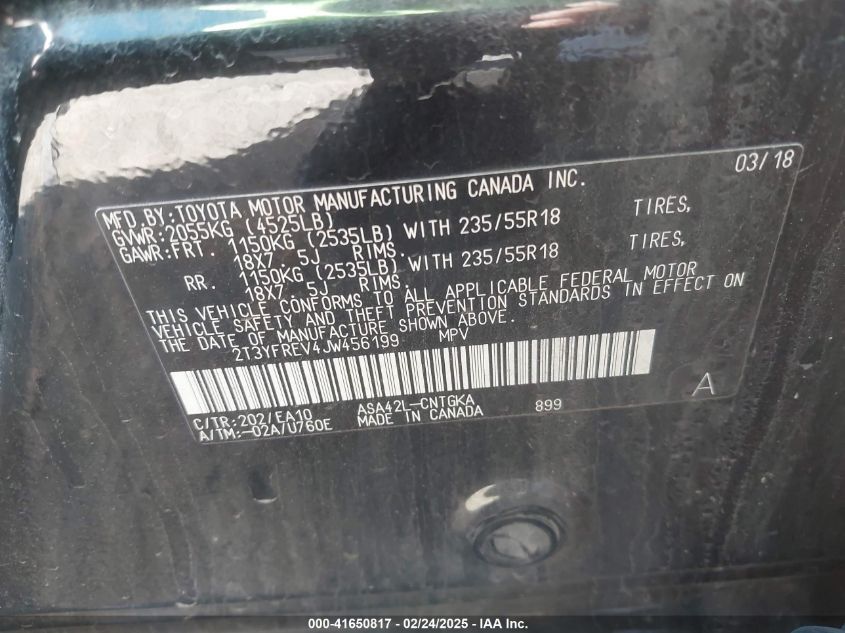 03/18
MFD.BY:TOYOTA MOTOR MANUFACTURING CANADA INC.
GVWR:2055KG (4525LB)
GAWR:FRT. 1150KG (2535LB) WITH 235/55R18 TIRES,
18X7 5J RIMS.
RR. 1150KG (2535LB) WITH 235/55R18 TIRES,
18X7 5J RIMS.
THIS VEHICLE CONFORMS TO ALL APPLICABLE FEDERAL MOTOR
VEHICLE SAFETY AND THEFT PREVENTION STANDARDS IN EFFECT ON
THE DATE OF MANUFACTURE SHOWN ABOVE.
2T3YFREV4JW456199 MPV
C/TR:202/EA10 ASA42L-CNTGKA 899 A
A/TM:-02A/U760E MADE IN CANADA
000-41650817 - 02/24/2025 - IAA Inc.